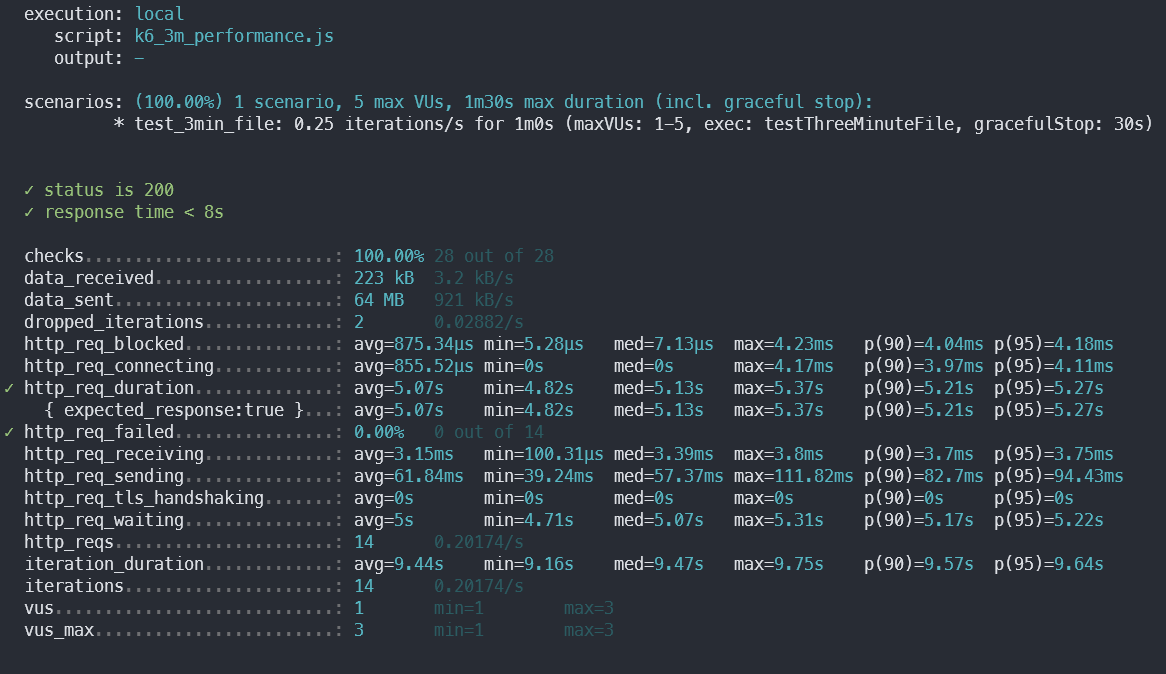 execution: local
script: k6_3m_performance.js
output: -
scenarios: (100.00%) 1 scenario, 5 max VUs, 1m30s max duration (incl. graceful stop):
* test_3min_file: 0.25 iterations/s for 1m0s (maxVUs: 1-5, exec: testThreeMinuteFile, gracefulStop: 30s)
✓ status is 200
✓ response time < 8s
checks.........................: 100.00% 28 out of 28
data_received..................: 223 kB 3.2 kB/s
data_sent......................: 64 MB 921 kB/s
dropped_iterations.............: 2 0.02882/s
http_req_blocked...............: avg=875.34µs min=5.28µs med=7.13µs max=4.23ms p(90)=4.04ms p(95)=4.18ms
http_req_connecting............: avg=855.52µs min=0s med=0s max=4.17ms p(90)=3.97ms p(95)=4.11ms
✓ http_req_duration..............: avg=5.07s min=4.82s med=5.13s max=5.37s p(90)=5.21s p(95)=5.27s
{ expected_response:true }...: avg=5.07s min=4.82s med=5.13s max=5.37s p(90)=5.21s p(95)=5.27s
✓ http_req_failed................: 0.00% 0 out of 14
http_req_receiving.............: avg=3.15ms min=100.31µs med=3.39ms max=3.8ms p(90)=3.7ms p(95)=3.75ms
http_req_sending...............: avg=61.84ms min=39.24ms med=57.37ms max=111.82ms p(90)=82.7ms p(95)=94.43ms
http_req_tls_handshaking.......: avg=0s min=0s med=0s max=0s p(90)=0s p(95)=0s
http_req_waiting...............: avg=5s min=4.71s med=5.07s max=5.31s p(90)=5.17s p(95)=5.22s
http_reqs......................: 14 0.20174/s
iteration_duration.............: avg=9.44s min=9.16s med=9.47s max=9.75s p(90)=9.57s p(95)=9.64s
iterations.....................: 14 0.20174/s
vus............................: 1 min=1 max=3
vus_max........................: 3 min=1 max=3